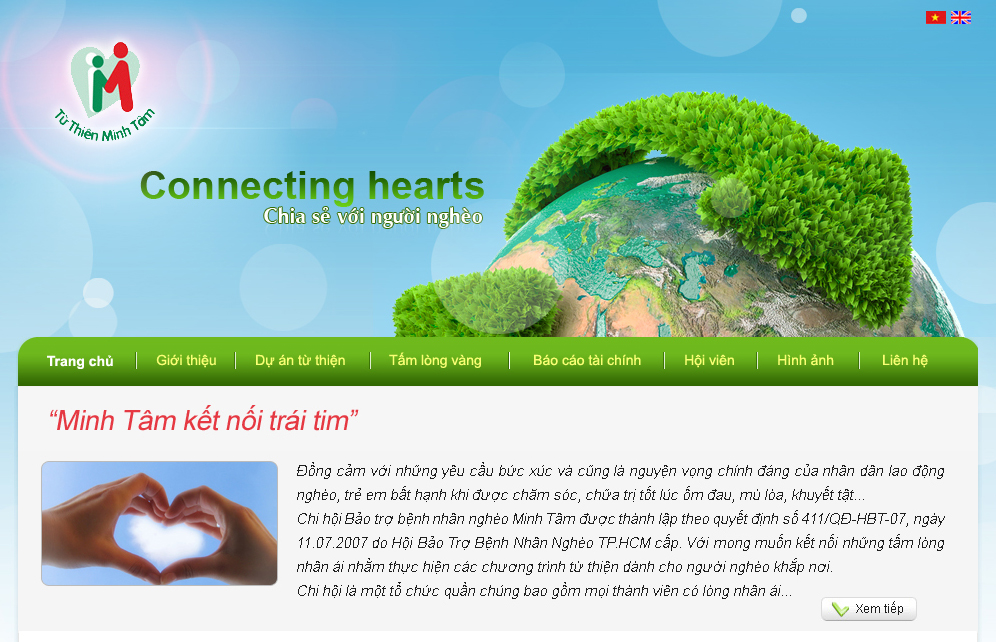 Từ Thiện Minh Tâm
Connecting hearts
Chia sẻ với người nghèo
Trang chủ
Giới thiệu
Dự án từ thiện
Tấm lòng vàng
Báo cáo tài chính
Hội viên
Hình ảnh
Liên hệ
“Minh Tâm kết nối trái tim”
Đồng cảm với những yêu cầu bức xúc và cũng là nguyện vọng chính đáng của nhân dân lao động
nghèo, trẻ em bất hạnh khi được chăm sóc, chữa trị tốt lúc ốm đau, mù lòa, khuyết tật...
Chi hội Bảo trợ bệnh nhân nghèo Minh Tâm được thành lập theo quyết định số 411/QĐ-HBT-07, ngày
11.07.2007 do Hội Bảo Trợ Bệnh Nhân Nghèo TP.HCM cấp. Với mong muốn kết nối những tấm lòng
nhân ái nhằm thực hiện các chương trình từ thiện dành cho người nghèo khắp nơi.
Chi hội là một tổ chức quần chúng bao gồm mọi thành viên có lòng nhân ái...
Xem tiếp